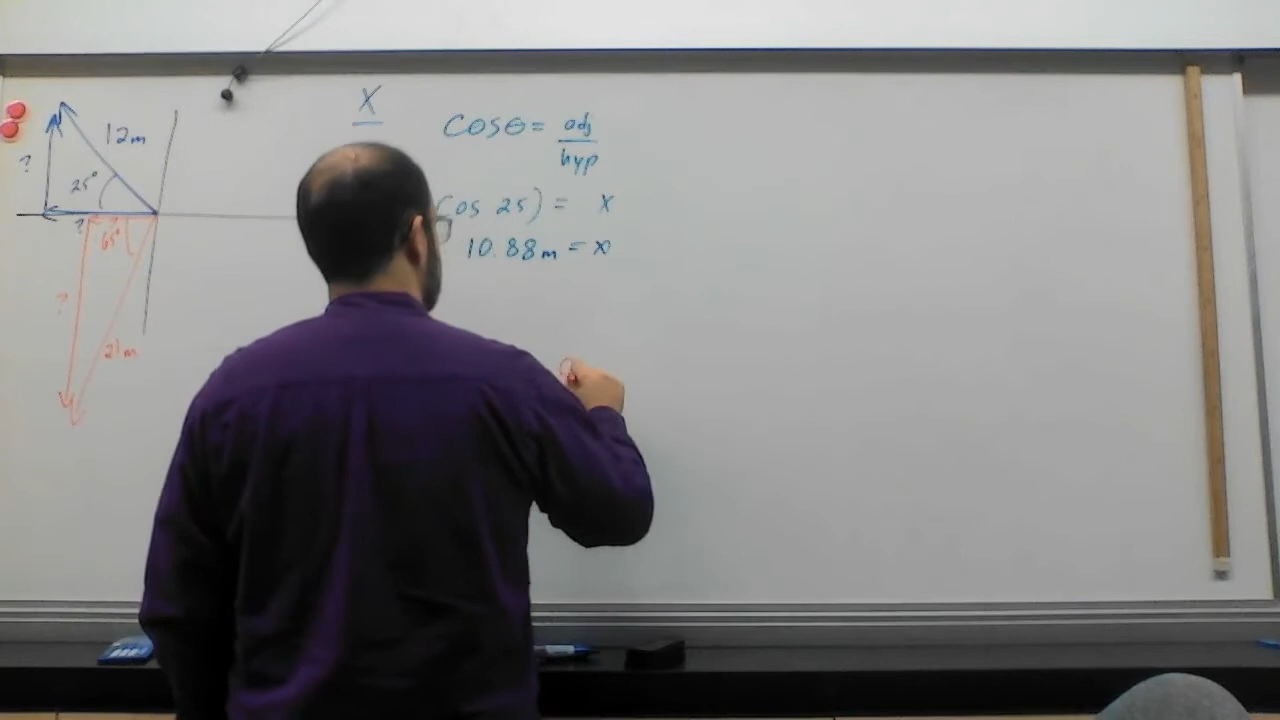 12m
?
25°
?
65°
?
21m
X
cosθ = adj
hyp
cos 25) = x
10.88m = x